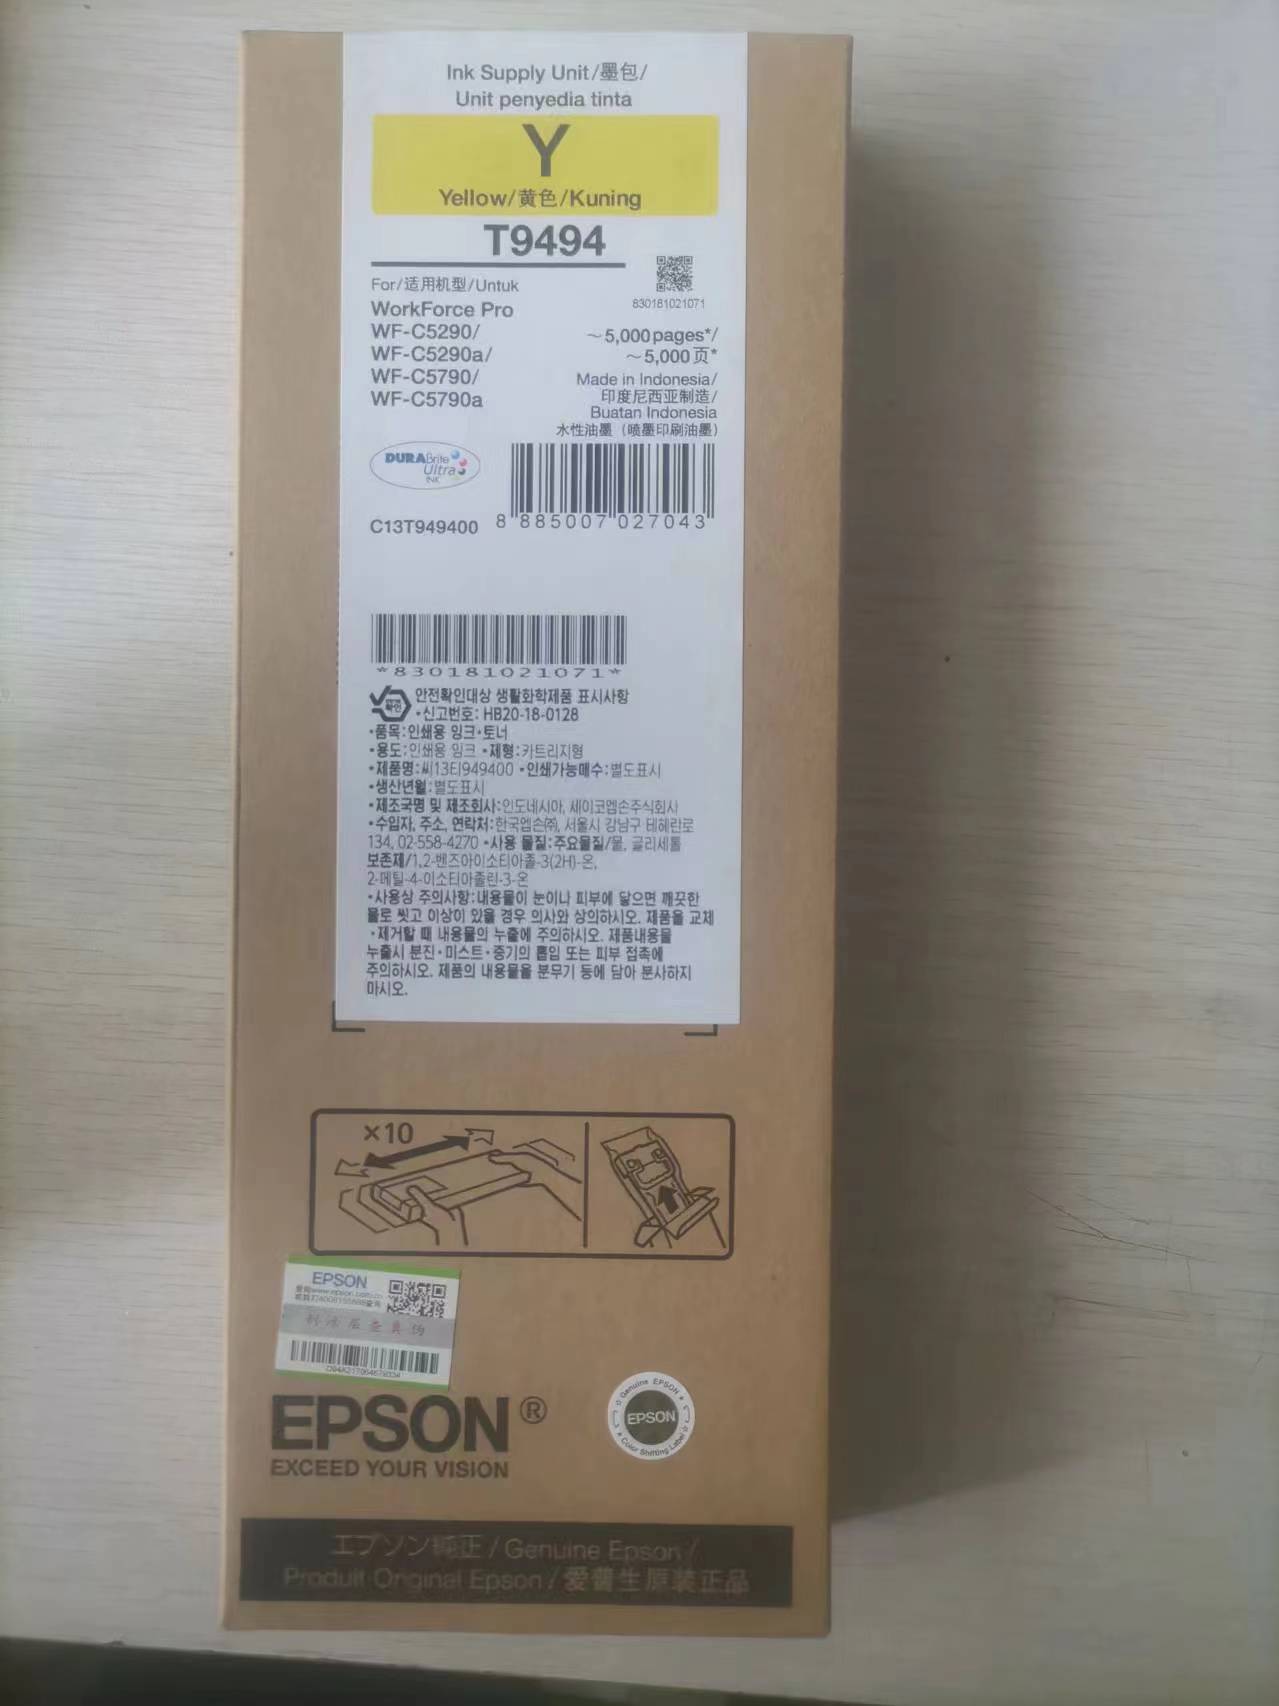 Ink Supply Unit/墨包/
Unit penyedia tinta
Y
Yellow/黄色/Kuning
T9494
For/适用机型/Untuk
830181021071
WorkForce Pro
WF-C5290/
WF-C5290a/
WF-C5790/
WF-C5790a
~5,000pages*/
~5,000页*
Made in Indonesia/
印度尼西亚制造/
Buatan Indonesia
水性油墨（喷墨印刷油墨）
DURABrite
Ultra
INK
C13T949400
8 885007 027043
*830181021071*
안전확인대상 생활화학제품 표시사항
•신고번호: HB20-18-0128
•품목:인쇄용 잉크•토너
•용도:인쇄용 잉크 •제형:카트리지형
•제품명:씨13티949400 •인쇄가능매수:별도표시
•생산년월:별도표시
•제조국명 및 제조회사:인도네시아, 세이코엡손주식회사
•수입자, 주소, 연락처:한국엡손㈜, 서울시 강남구 테헤란로
134, 02-558-4270 •사용 물질:주요물질/물, 글리세롤
보존제/1,2-벤즈아이소티아졸-3(2H)-온,
2-메틸-4-이소티아졸린-3-온
•사용상 주의사항:내용물이 눈이나 피부에 닿으면 깨끗한
물로 씻고 이상이 있을 경우 의사와 상의하시오. 제품을 교체
•제거할 때 내용물의 누출에 주의하시오. 제품내용물
누출시 분진•미스트•증기의 흡입 또는 피부 접촉에
주의하시오. 제품의 내용물을 분무기 등에 담아 분사하지
마시오.
×10
EPSON
刮涂层查真伪
EPSON®
EXCEED YOUR VISION
Genuine EPSON
EPSON
Color Shifting Label
エプソン純正/Genuine Epson/
Produit Original Epson/爱普生原装正品